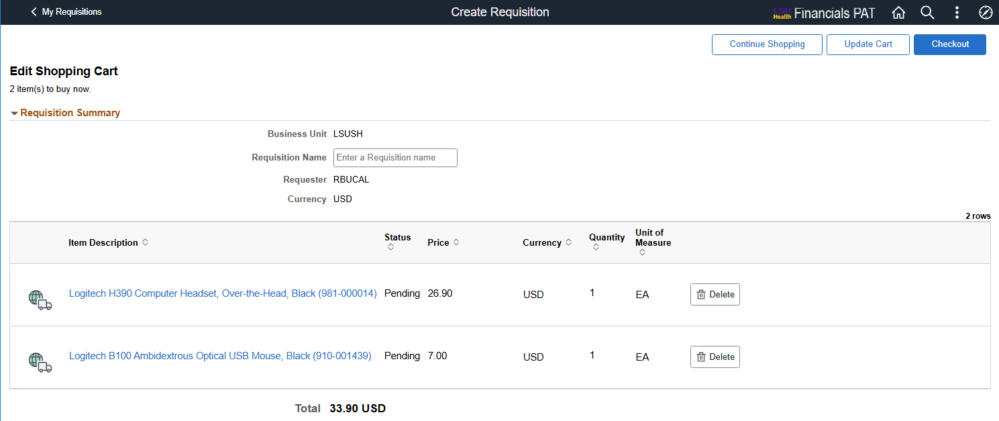 My Requisitions
Create Requisition
LSU Health Financials PAT
Continue Shopping
Update Cart
Checkout
Edit Shopping Cart
2 item(s) to buy now.
Requisition Summary
Business Unit LSUSH
Requisition Name Enter a Requisition name
Requester RBUCAL
Currency USD
2 rows
Item Description Status Price Currency Quantity Unit of Measure
Logitech H390 Computer Headset, Over-the-Head, Black (981-000014) Pending 26.90 USD 1 EA Delete
Logitech B100 Ambidextrous Optical USB Mouse, Black (910-001439) Pending 7.00 USD 1 EA Delete
Total 33.90 USD